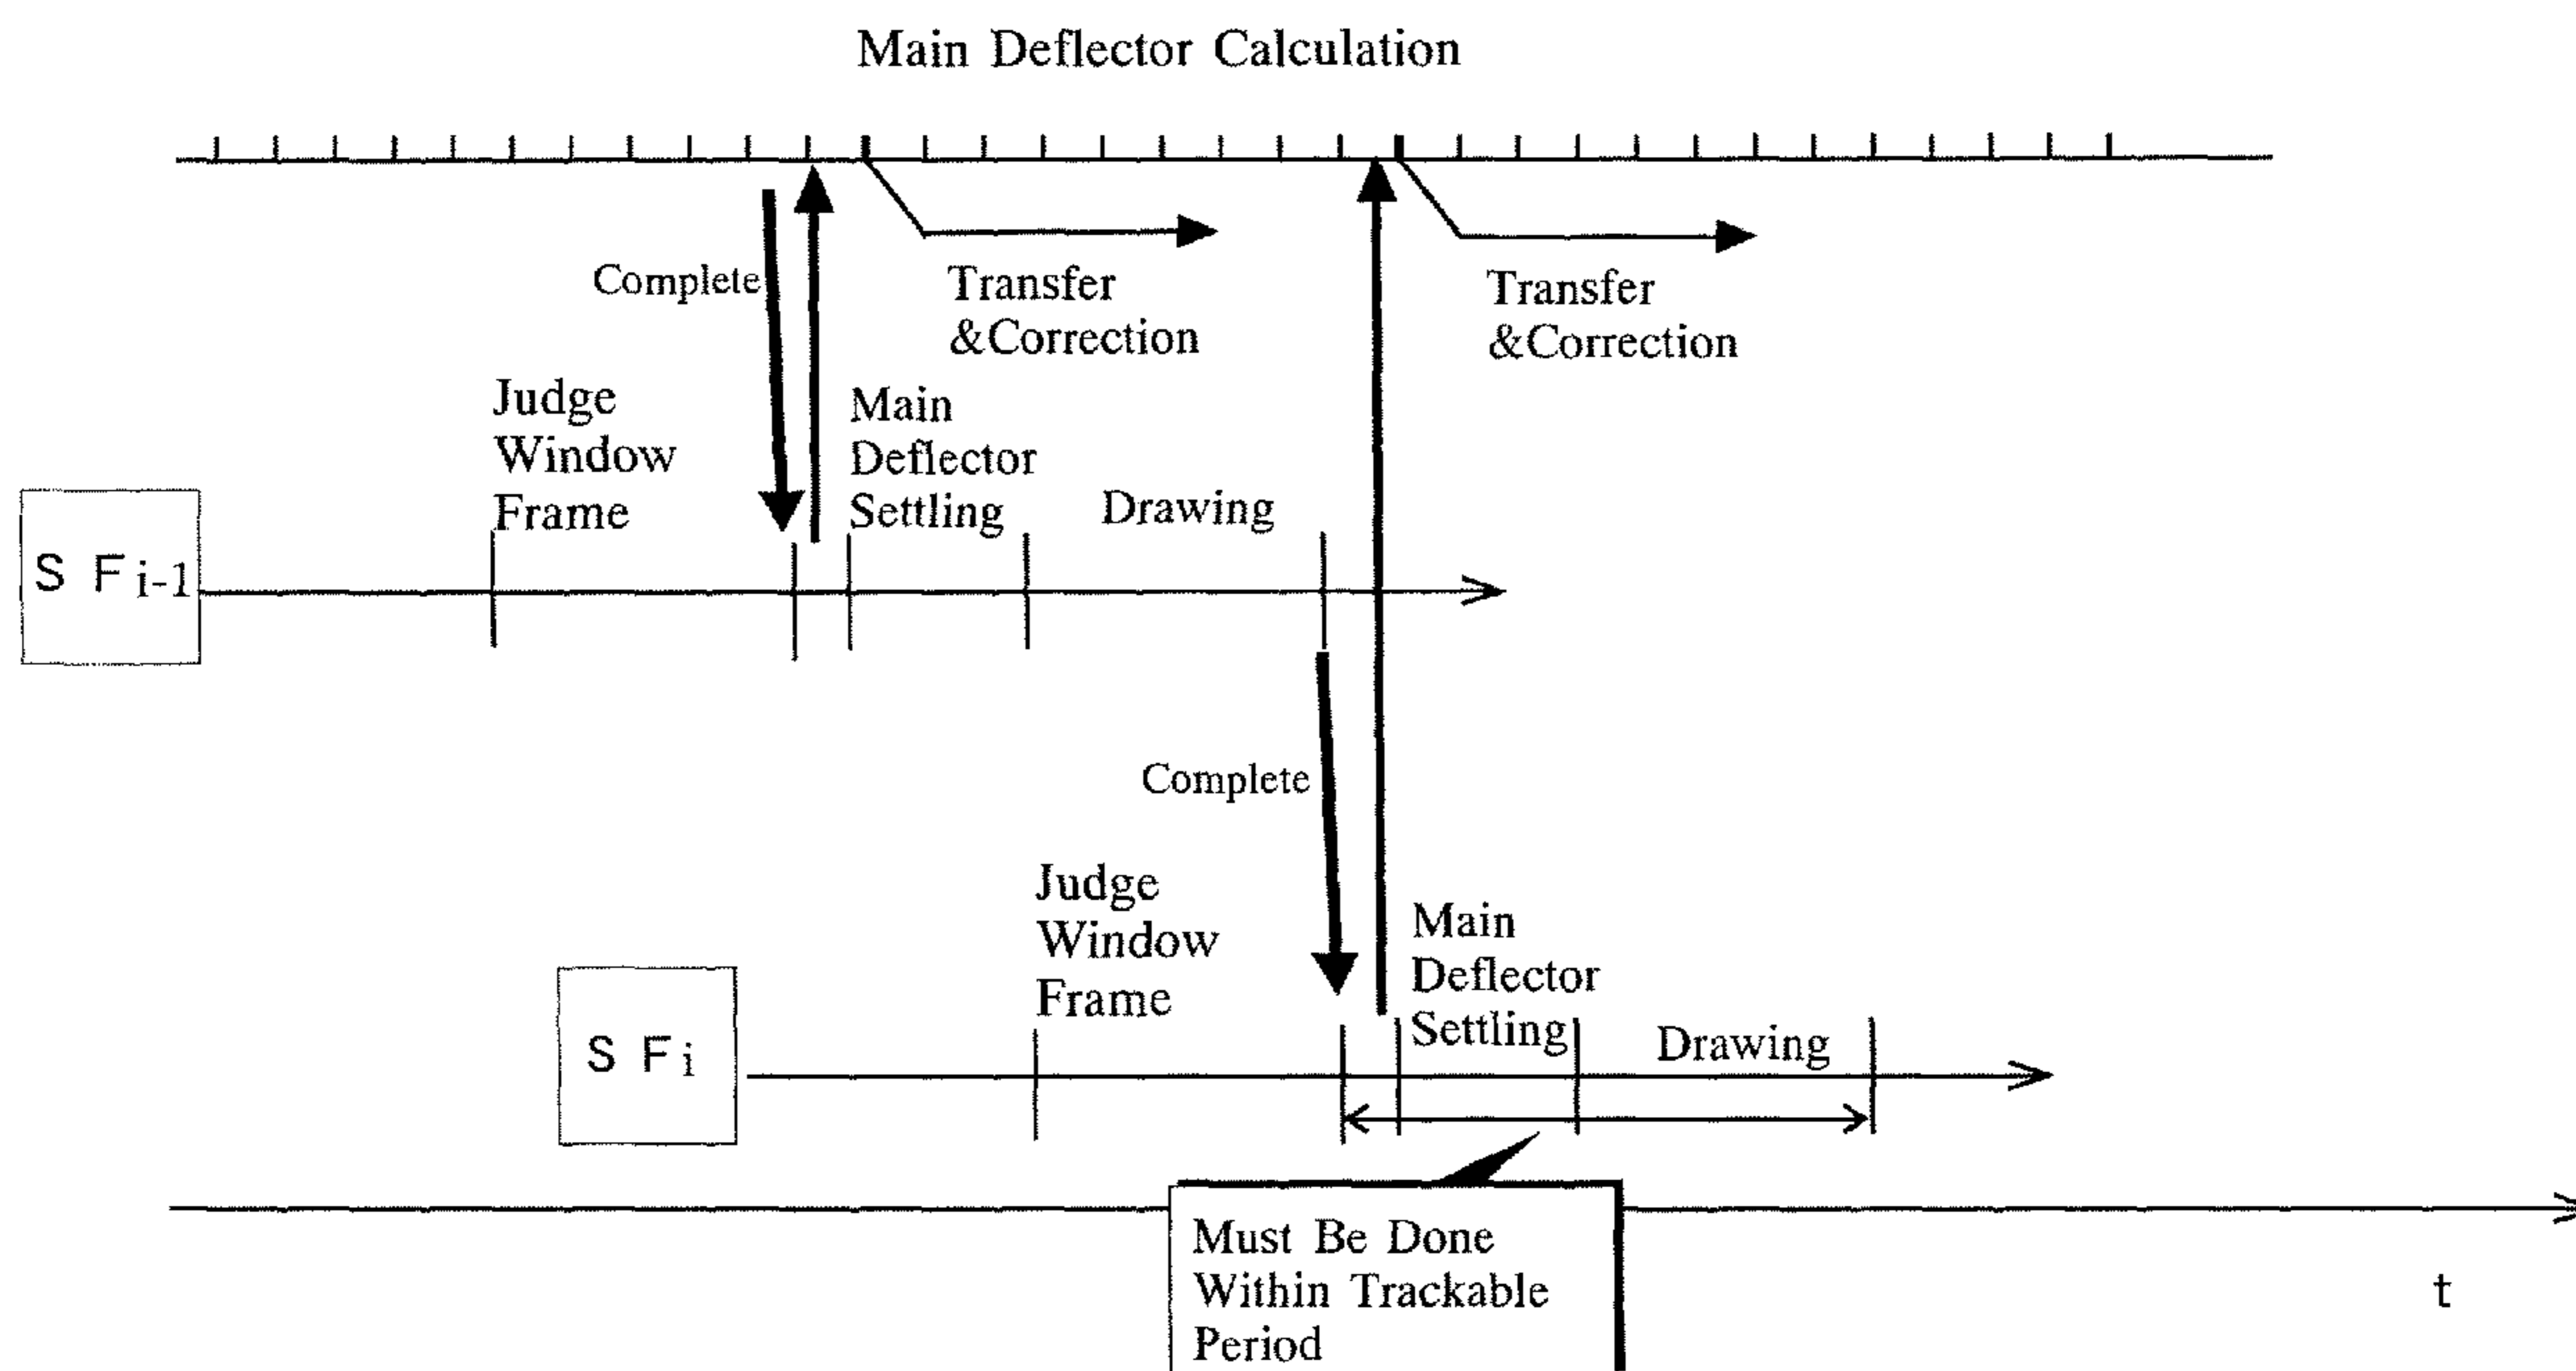 Main Deflector Calculation
Complete
Transfer
&Correction
Transfer
&Correction
Judge
Window
Frame
Main
Deflector
Settling
Drawing
S Fi-1
Complete
Judge
Window
Frame
Main
Deflector
Settling
Drawing
S Fi
Must Be Done
Within Trackable
Period
t